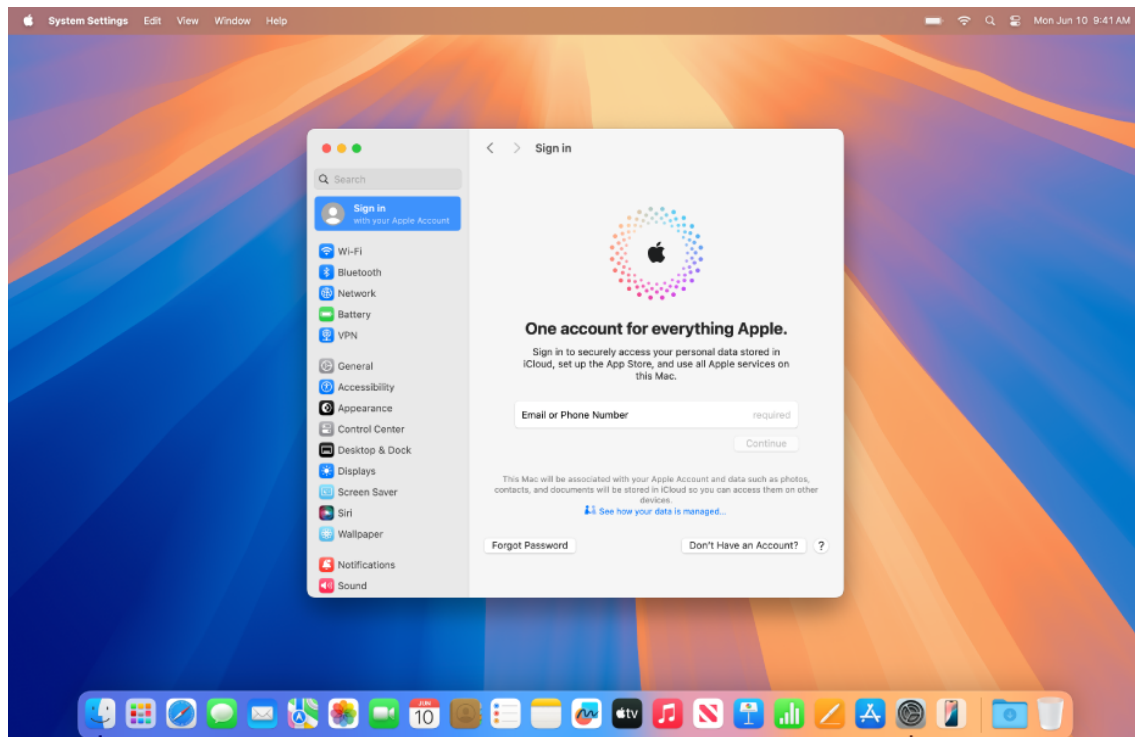 System Settings Edit View Window Help
Mon Jun 10 9:41 AM
Sign in
Search
Sign in
with your Apple Account
Wi-Fi
Bluetooth
Network
Battery
VPN
General
Accessibility
Appearance
Control Center
Desktop & Dock
Displays
Screen Saver
Siri
Wallpaper
Notifications
Sound
One account for everything Apple.
Sign in to securely access your personal data stored in
iCloud, set up the App Store, and use all Apple services on
this Mac.
Email or Phone Number required
Continue
This Mac will be associated with your Apple Account and data such as photos,
contacts, and documents will be stored in iCloud so you can access them on other
devices.
See how your data is managed...
Forgot Password
Don't Have an Account? ?
JUN
10
tv